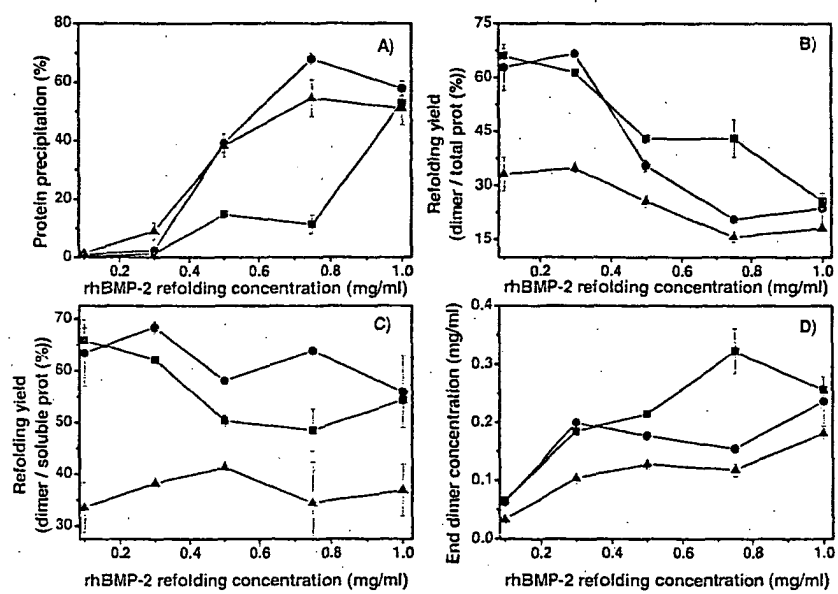 A)
Protein precipitation (%)
80
60
40
20
0
0.2 0.4 0.6 0.8 1.0
rhBMP-2 refolding concentration (mg/ml)
B)
Refolding yield
(dimer / total prot (%))
75
60
45
30
15
0.2 0.4 0.6 0.8 1.0
rhBMP-2 refolding concentration (mg/ml)
C)
Refolding yield
(dimer / soluble prot (%))
70
60
50
40
30
0.2 0.4 0.6 0.8 1.0
rhBMP-2 refolding concentration (mg/ml)
D)
End dimer concentration (mg/ml)
0.4
0.3
0.2
0.1
0.0
0.2 0.4 0.6 0.8 1.0
rhBMP-2 refolding concentration (mg/ml)